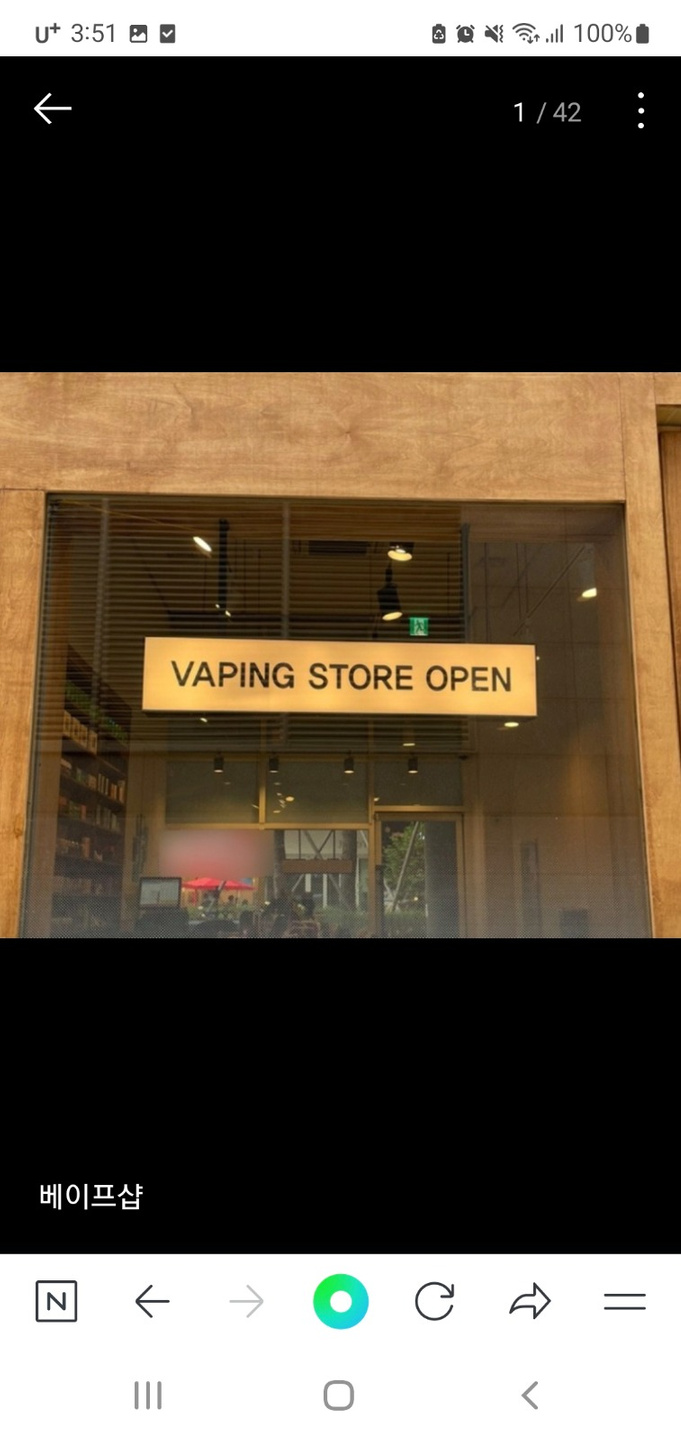 U+ 3:51 100%
1 / 42
VAPING STORE OPEN
베이프샵
N